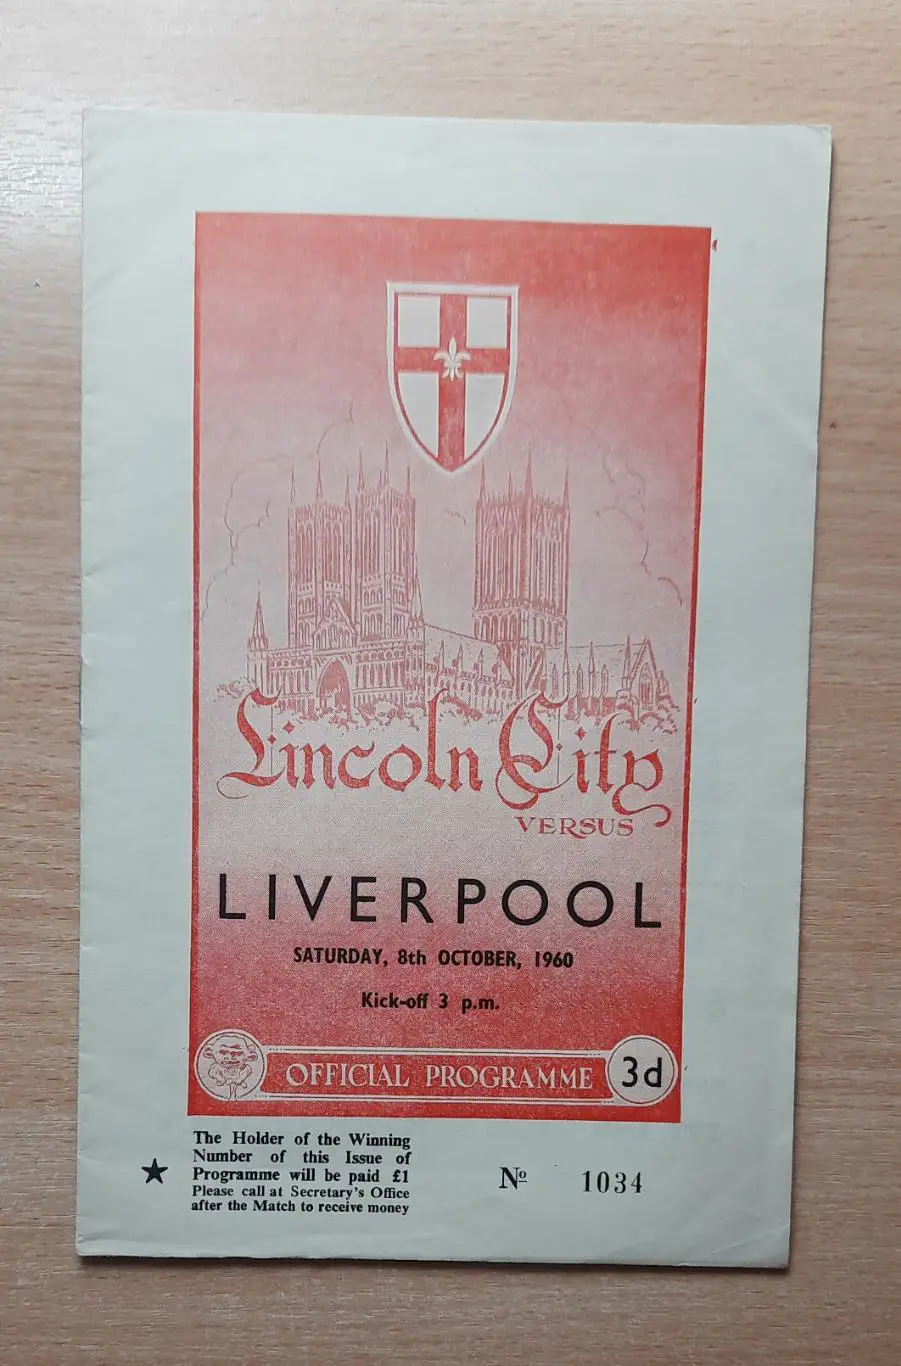 Lincoln City
VERSUS
LIVERPOOL
SATURDAY, 8th OCTOBER, 1960
Kick-off 3 p.m.
OFFICIAL PROGRAMME
3d
The Holder of the Winning
Number of this Issue of
Programme will be paid £1
Please call at Secretary's Office
after the Match to receive money
№ 1034